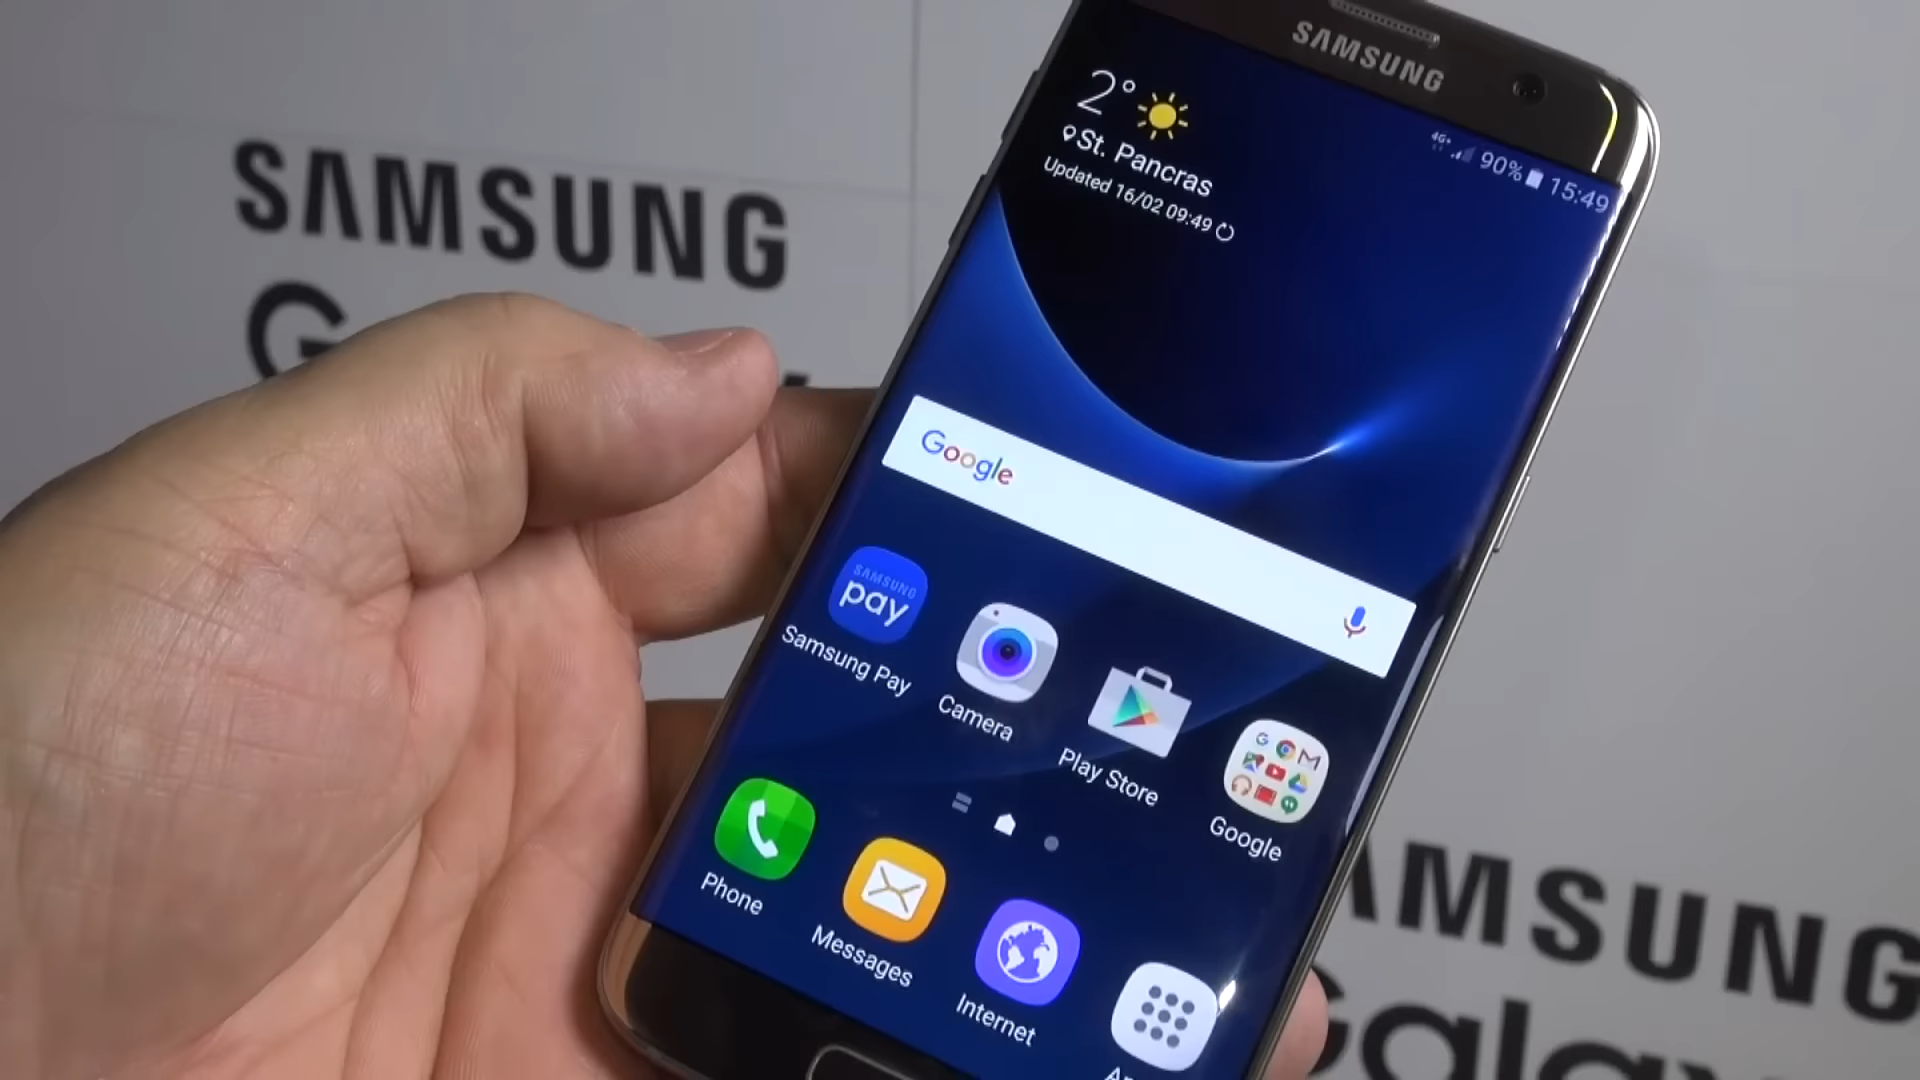 SAMSUNG
SAMSUNG
2°
St. Pancras
Updated 16/02 09:49
4G+ 90% 15:49
Google
SAMSUNG
pay
Samsung Pay
Camera
Play Store
Google
Phone
Messages
Internet